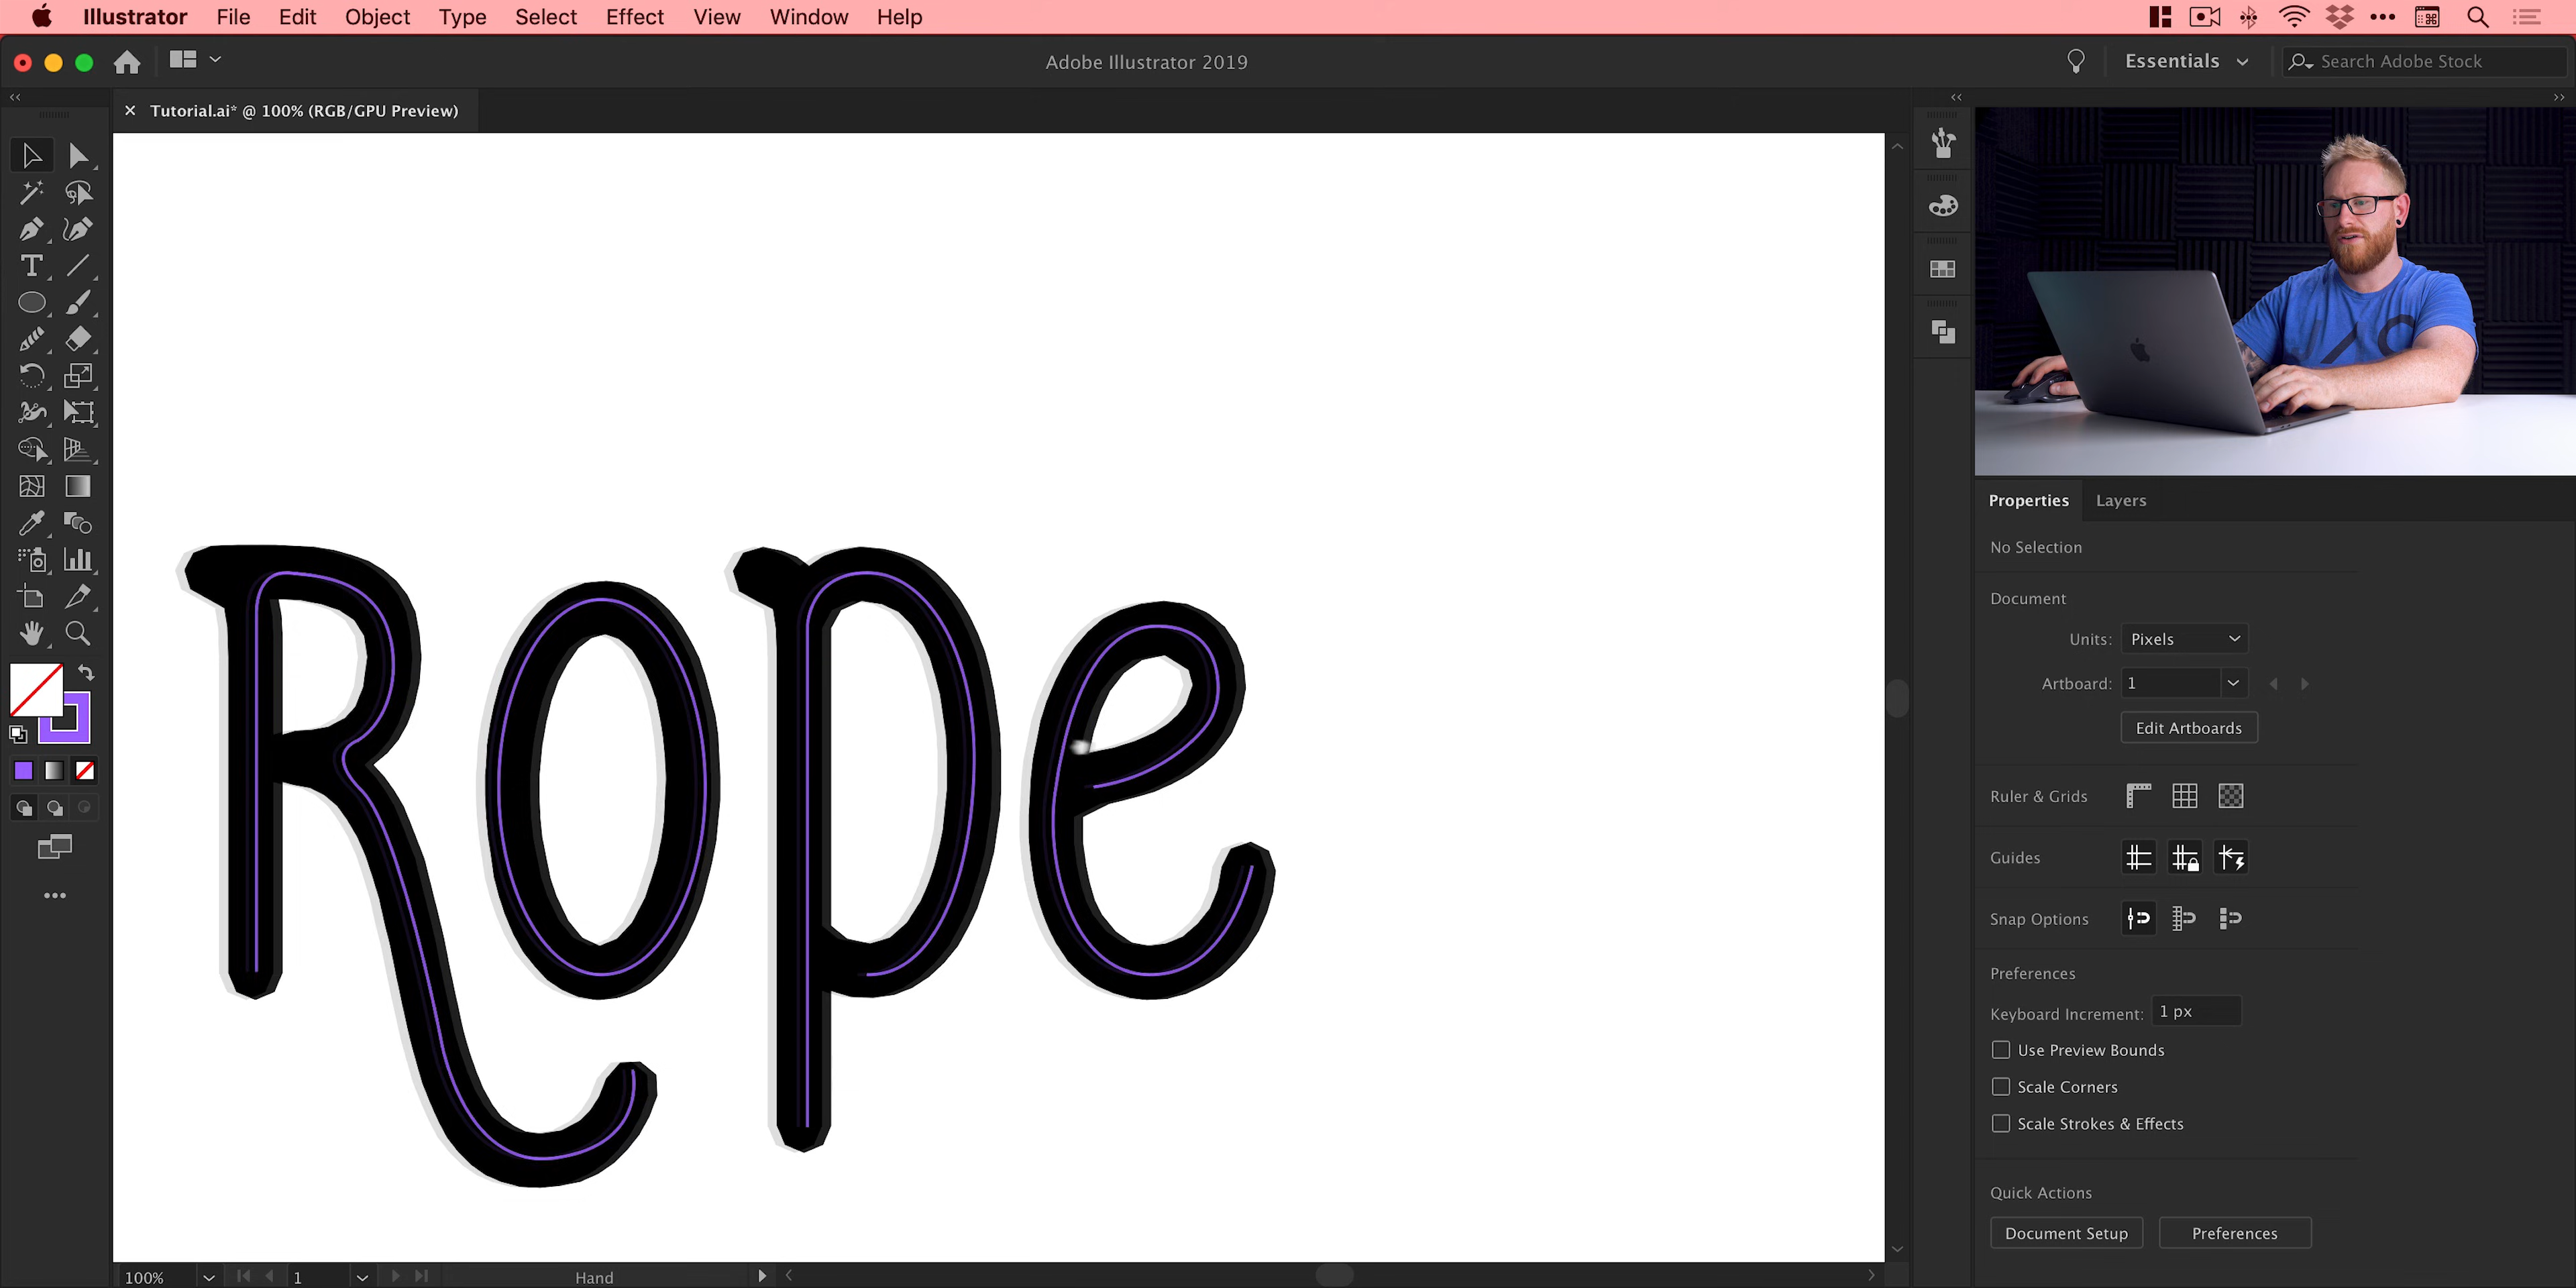 Illustrator File Edit Object Type Select Effect View Window Help
Adobe Illustrator 2019
Essentials
Search Adobe Stock
Tutorial.ai* @ 100% (RGB/GPU Preview)
Rope
Properties Layers
No Selection
Document
Units: Pixels
Artboard: 1
Edit Artboards
Ruler & Grids
Guides
Snap Options
Preferences
Keyboard Increment: 1 px
Use Preview Bounds
Scale Corners
Scale Strokes & Effects
Quick Actions
Document Setup Preferences
100% 1 Hand